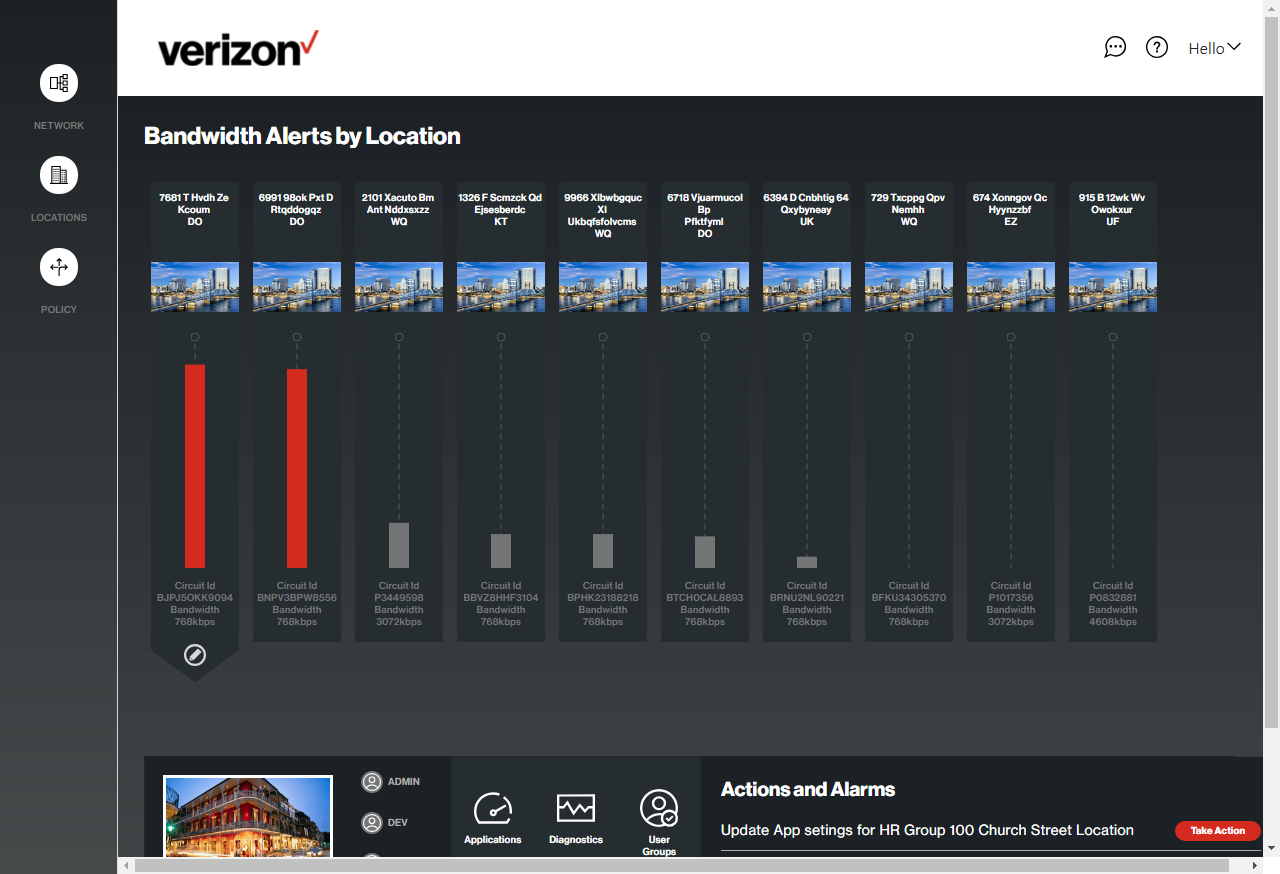 verizon
Hello
NETWORK
LOCATIONS
POLICY
Bandwidth Alerts by Location
7681 T Hvdh Ze
Kcoum
DO
6991 98ok Pxt D
Rtqddogqz
DO
2101 Xacuto Bm
Ant Nddxsxzz
WQ
1326 F Scmzck Qd
Ejsesberdc
KT
9966 Xlbwbgquc
Xl
Ukbqfsfolvcms
WQ
6718 Vjuarmucol
Bp
Pfktfyml
DO
6394 D Cnbhtig 64
Qxybyneay
UK
729 Txcppg Qpv
Nemhh
WQ
674 Xonngov Qc
Hyynzzbf
EZ
915 B 12wk Wv
Owokxur
UF
Circuit Id
BJPJ5OKK9094
Bandwidth
768kbps
Circuit Id
BNPV3BPW8556
Bandwidth
768kbps
Circuit Id
P3449598
Bandwidth
3072kbps
Circuit Id
BBVZ8HHF3104
Bandwidth
768kbps
Circuit Id
BPHK23188218
Bandwidth
768kbps
Circuit Id
BTCH0CAL8893
Bandwidth
768kbps
Circuit Id
BRNU2NL90221
Bandwidth
768kbps
Circuit Id
BFKU34305370
Bandwidth
768kbps
Circuit Id
P1017356
Bandwidth
3072kbps
Circuit Id
P0832881
Bandwidth
4608kbps
ADMIN
DEV
Applications
Diagnostics
User
Groups
Actions and Alarms
Update App setings for HR Group 100 Church Street Location
Take Action